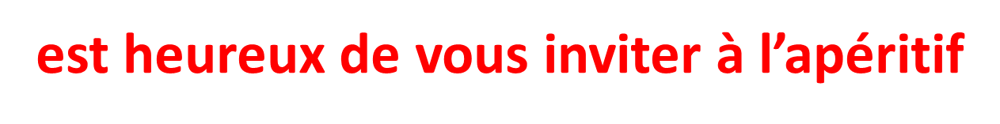 est heureux de vous inviter à l’apéritif